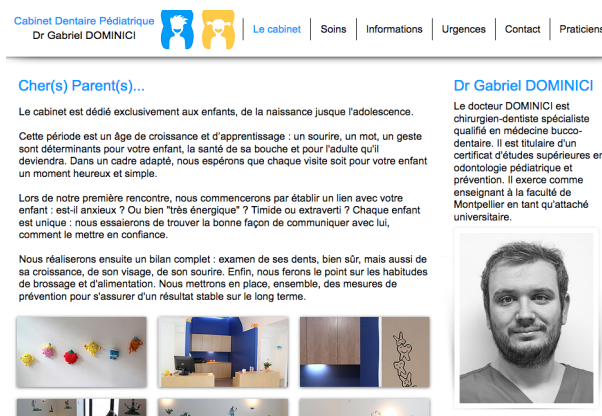 Cabinet Dentaire Pédiatrique
Dr Gabriel DOMINICI
Le cabinet
Soins
Informations
Urgences
Contact
Praticiens
Cher(s) Parent(s)...
Le cabinet est dédié exclusivement aux enfants, de la naissance jusque l'adolescence.
Cette période est un âge de croissance et d'apprentissage : un sourire, un mot, un geste
sont déterminants pour votre enfant, la santé de sa bouche et pour l'adulte qu'il
deviendra. Dans un cadre adapté, nous espérons que chaque visite soit pour votre enfant
un moment heureux et simple.
Lors de notre première rencontre, nous commencerons par établir un lien avec votre
enfant : est-il anxieux ? Ou bien "très énergique" ? Timide ou extraverti ? Chaque enfant
est unique : nous essaierons de trouver la bonne façon de communiquer avec lui,
comment le mettre en confiance.
Nous réaliserons ensuite un bilan complet : examen de ses dents, bien sûr, mais aussi de
sa croissance, de son visage, de son sourire. Enfin, nous ferons le point sur les habitudes
de brossage et d'alimentation. Nous mettrons en place, ensemble, des mesures de
prévention pour s'assurer d'un résultat stable sur le long terme.
Dr Gabriel DOMINICI
Le docteur DOMINICI est
chirurgien-dentiste spécialiste
qualifié en médecine bucco-
dentaire. Il est titulaire d'un
certificat d'études supérieures en
odontologie pédiatrique et
prévention. Il exerce comme
enseignant à la faculté de
Montpellier en tant qu'attaché
universitaire.